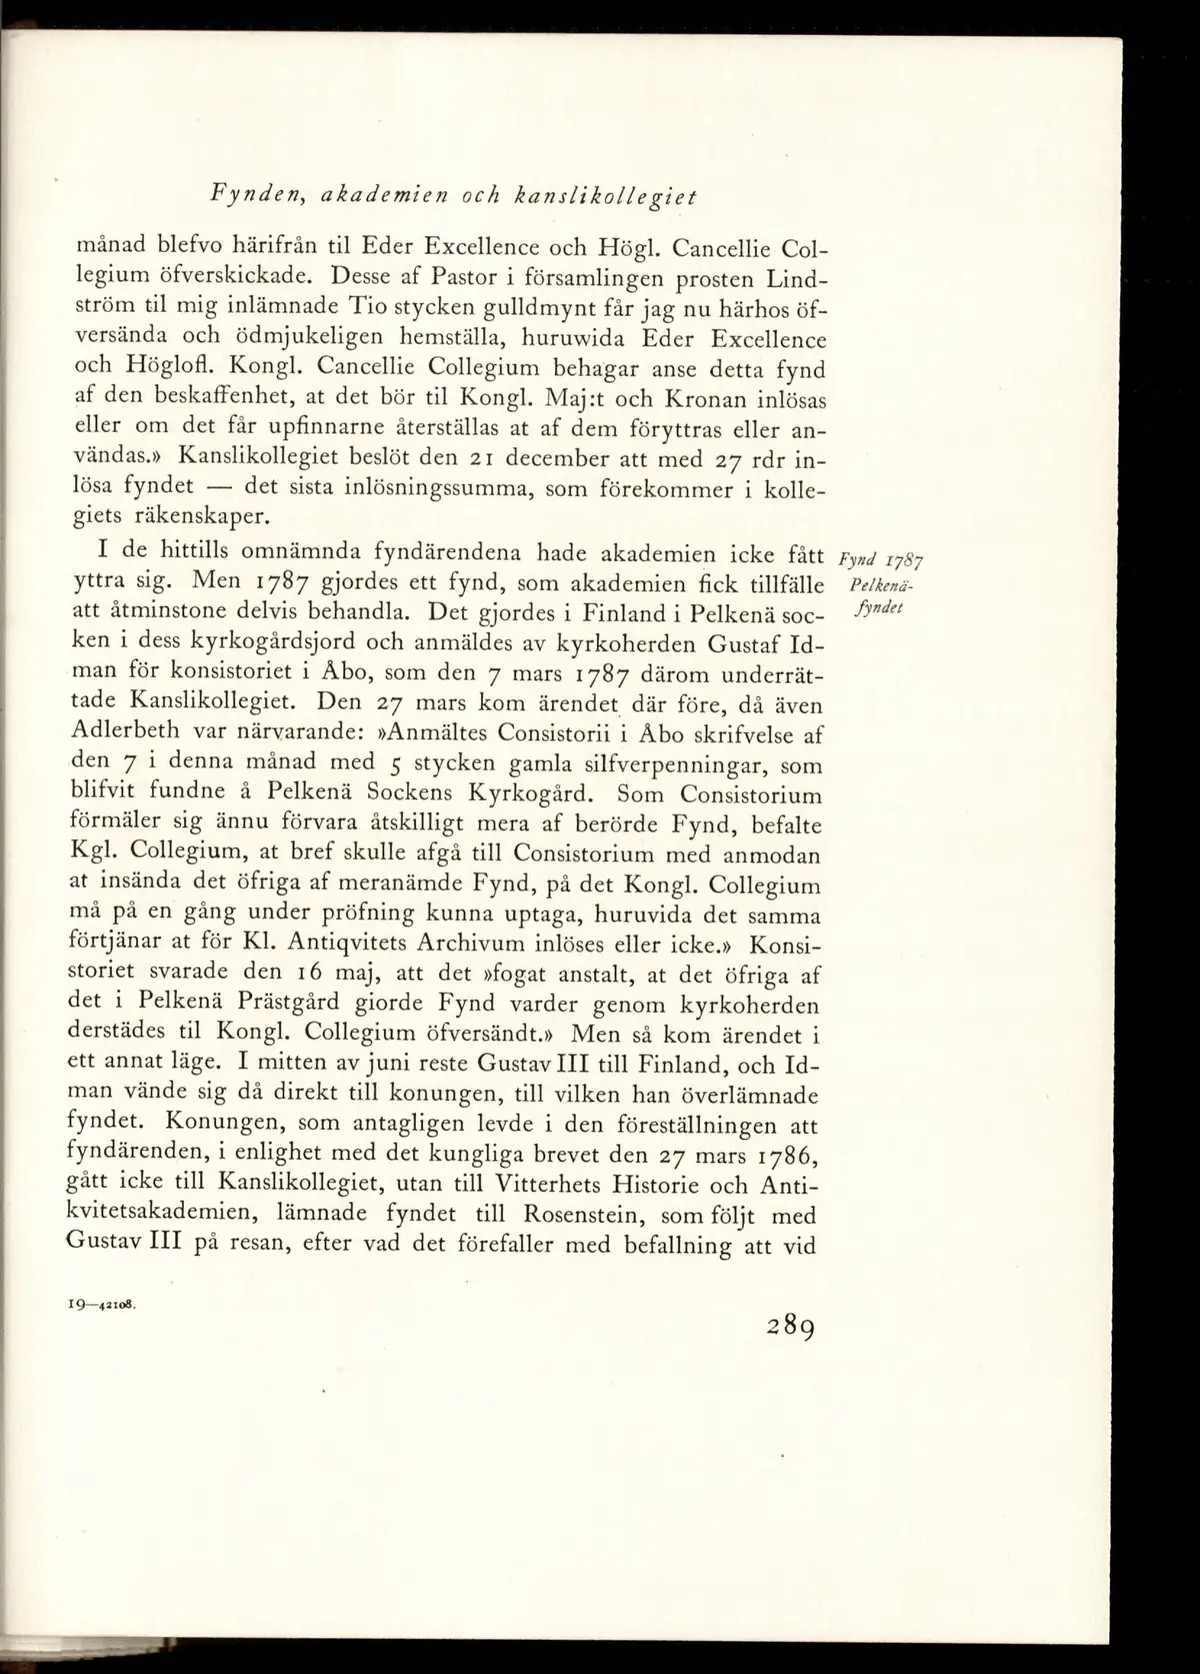 Fynden, akademien och kanslikollegiet
månad blefvo härifrån til Eder Excellence och Högl. Cancellie Col-
legium öfverskickade. Desse af Pastor i församlingen prosten Lind-
ström til mig inlämnade Tio stycken gulldmynt får jag nu härhos öf-
versända och ödmjukeligen hemställa, huruwida Eder Excellence
och Höglofl. Kongl. Cancellie Collegium behagar anse detta fynd
af den beskaffenhet, at det bör til Kongl. Maj:t och Kronan inlösas
eller om det får upfinnarne återställas at af dem föryttras eller an-
vändas.» Kanslikollegiet beslöt den 21 december att med 27 rdr in-
lösa fyndet — det sista inlösningssumma, som förekommer i kolle-
giets räkenskaper.
I de hittills omnämnda fyndärendena hade akademien icke fått
yttra sig. Men 1787 gjordes ett fynd, som akademien fick tillfälle
att åtminstone delvis behandla. Det gjordes i Finland i Pelkenä soc-
ken i dess kyrkogårdsjord och anmäldes av kyrkoherden Gustaf Id-
man för konsistoriet i Åbo, som den 7 mars 1787 därom underrät-
tade Kanslikollegiet. Den 27 mars kom ärendet där före, då även
Adlerbeth var närvarande: »Anmältes Consistorii i Åbo skrifvelse af
den 7 i denna månad med 5 stycken gamla silfverpenningar, som
blifvit fundne å Pelkenä Sockens Kyrkogård. Som Consistorium
förmäler sig ännu förvara åtskilligt mera af berörde Fynd, befalte
Kgl. Collegium, at bref skulle afgå till Consistorium med anmodan
at insända det öfriga af meranämde Fynd, på det Kongl. Collegium
må på en gång under pröfning kunna uptaga, huruvida det samma
förtjänar at för Kl. Antiqvitets Archivum inlöses eller icke.» Konsi-
storiet svarade den 16 maj, att det »fogat anstalt, at det öfriga af
det i Pelkenä Prästgård giorde Fynd varder genom kyrkoherden
derstädes til Kongl. Collegium öfversändt.» Men så kom ärendet i
ett annat läge. I mitten av juni reste Gustav III till Finland, och Id-
man vände sig då direkt till konungen, till vilken han överlämnade
fyndet. Konungen, som antagligen levde i den föreställningen att
fyndärenden, i enlighet med det kungliga brevet den 27 mars 1786,
gått icke till Kanslikollegiet, utan till Vitterhets Historie och Anti-
kvitetsakademien, lämnade fyndet till Rosenstein, som följt med
Gustav III på resan, efter vad det förefaller med befallning att vid
Fynd 1787
Pelkenä-
fyndet
19—42108.
289